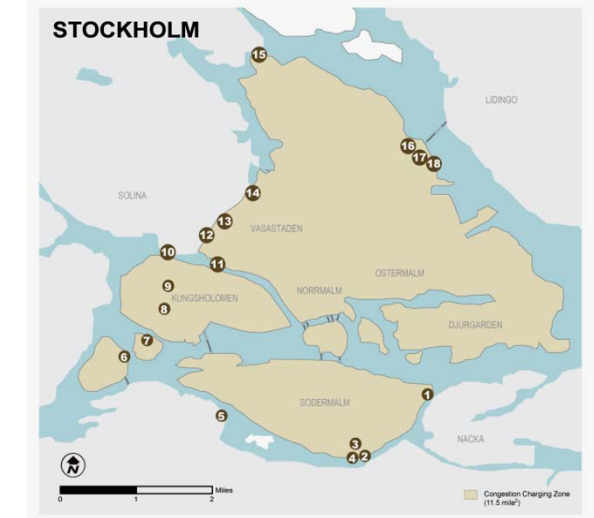 STOCKHOLM
15
LIDINGO
16
17
18
SOLINA
14
13
VASASTADEN
12
10
11
OSTERMALM
9
NORRMALM
KUNGSHOLOMEN
8
DJURGARDEN
7
6
1
SODERMALM
5
NACKA
3
4 2
N
Miles
0 1 2
Congestion Charging Zone
(11.5 mile²)